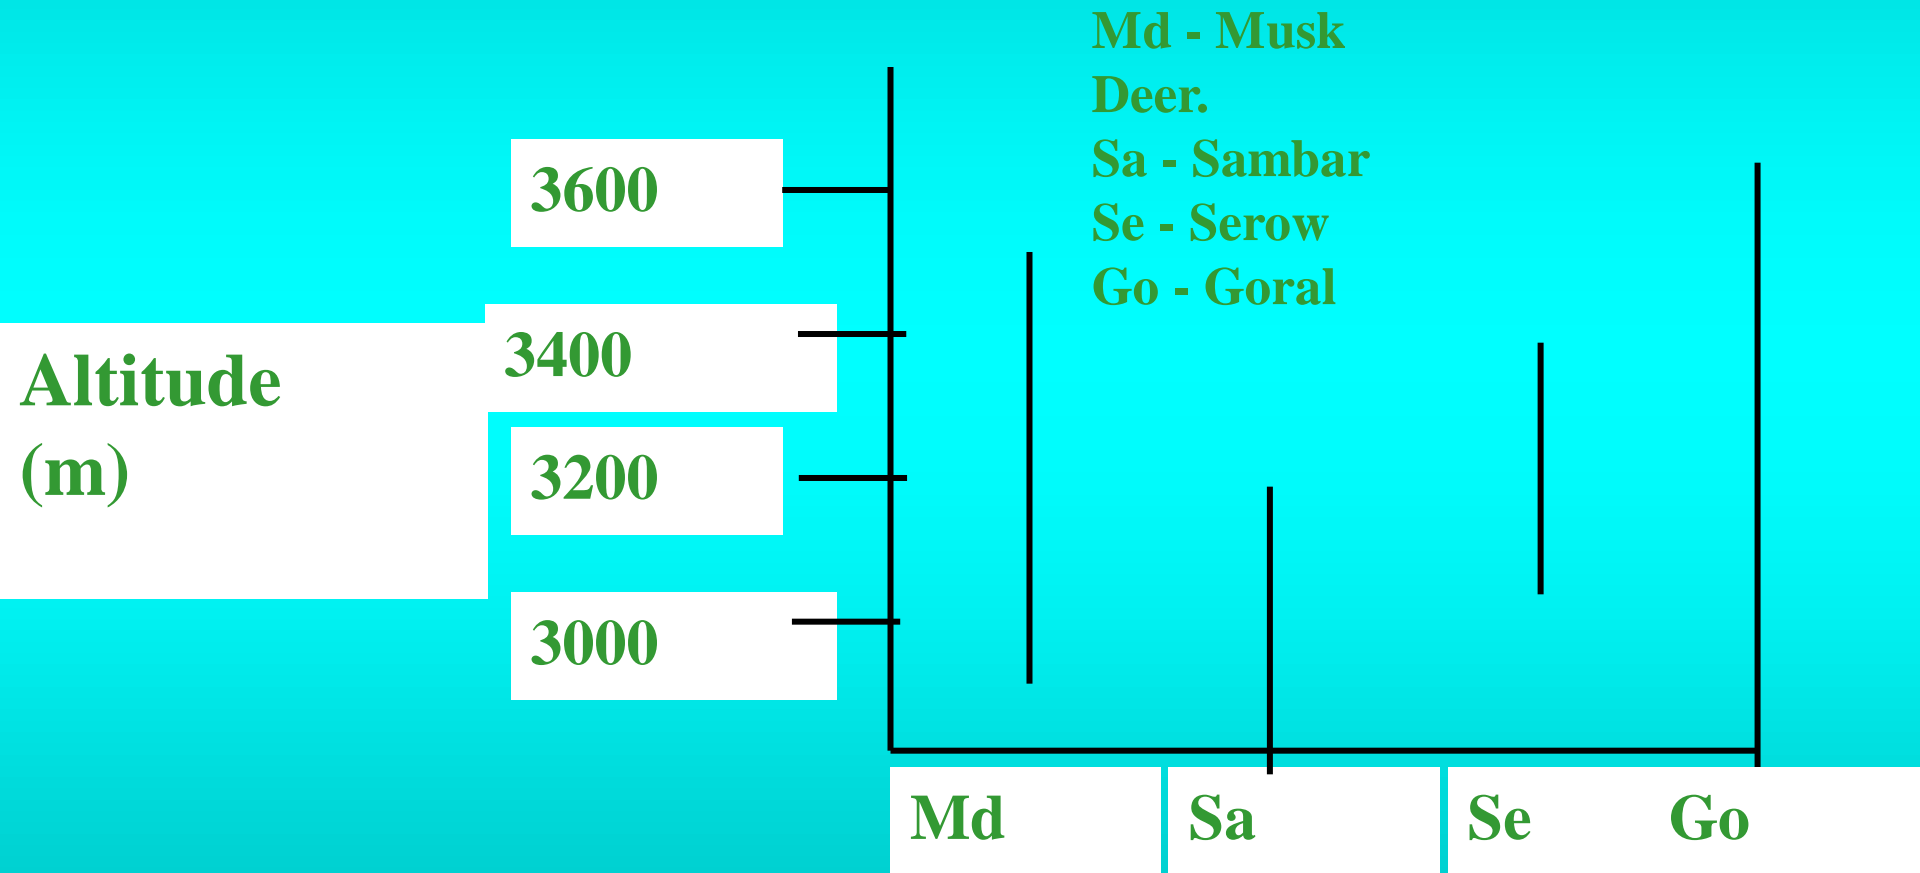 Md - Musk
Deer.
Sa - Sambar
Se - Serow
Go - Goral
3600
3400
Altitude
(m)
3200
3000
Md
Sa
Se Go